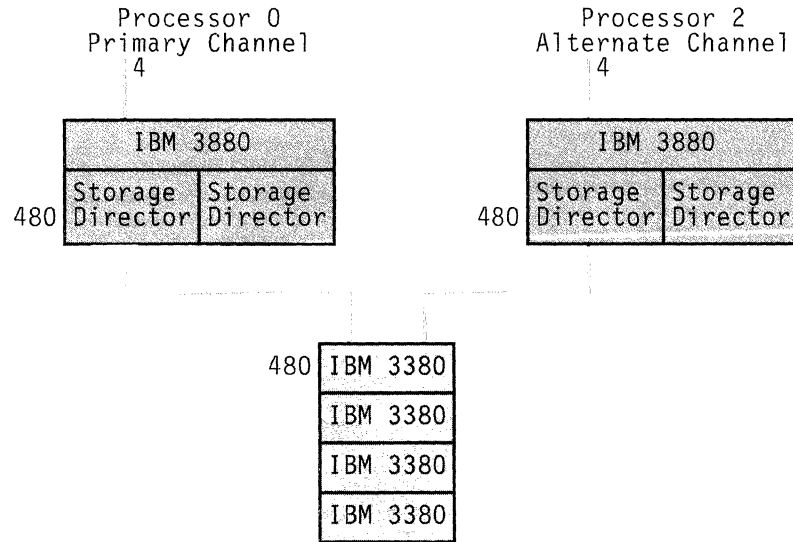 Processor 0
Primary Channel
4
Processor 2
Alternate Channel
4
IBM 3880
Storage Director
Storage Director
480
IBM 3880
Storage Director
Storage Director
480
480
IBM 3380
IBM 3380
IBM 3380
IBM 3380